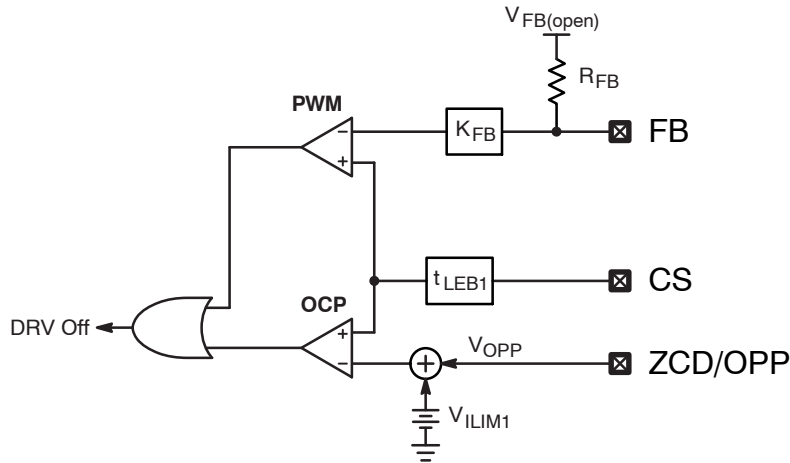 VFB(open)
RFB
PWM
KFB
FB
tLEB1
CS
OCP
DRV Off
VOPP
ZCD/OPP
VILIM1